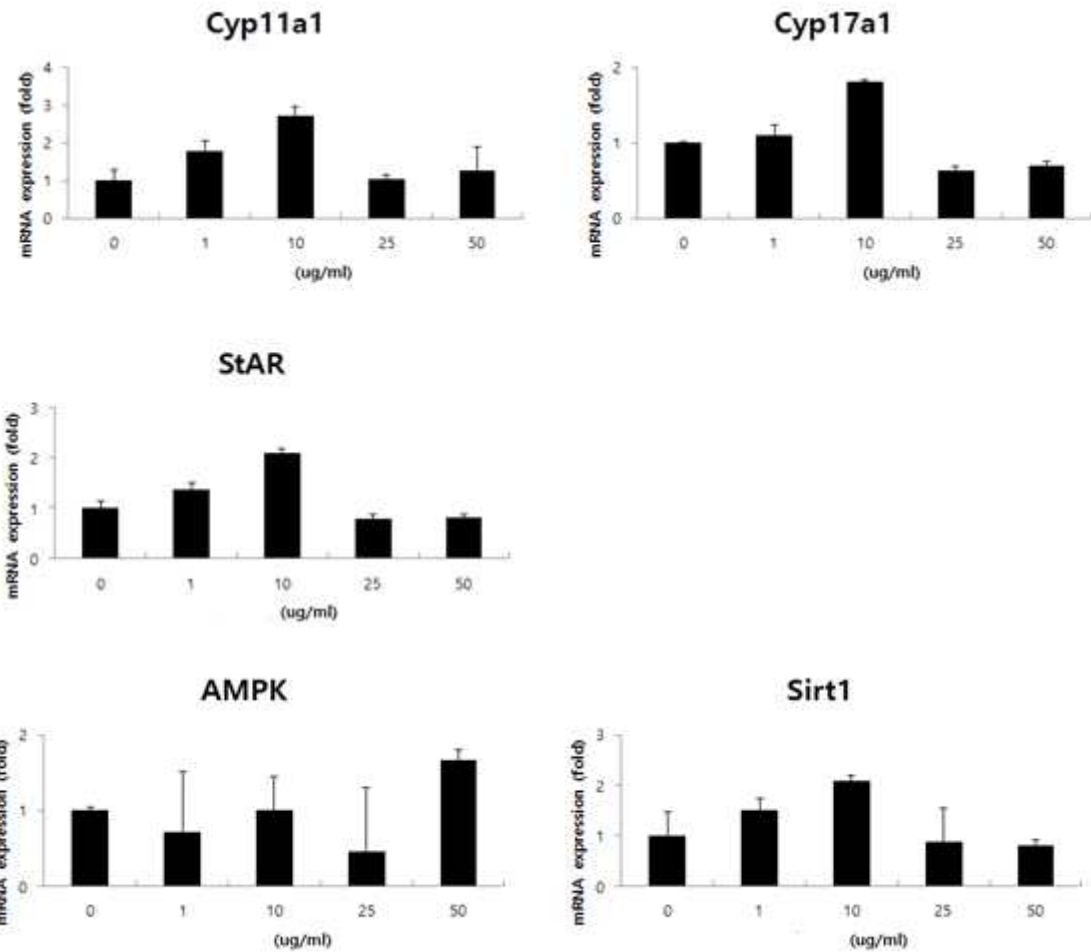 Cyp11a1
mRNA expression (fold)
4
3
2
1
0
0 1 10 25 50
(ug/ml)
Cyp17a1
mRNA expression (fold)
2
1
0
0 1 10 25 50
(ug/ml)
StAR
mRNA expression (fold)
3
2
1
0
0 1 10 25 50
(ug/ml)
AMPK
mRNA expression (fold)
2
1
0
0 1 10 25 50
(ug/ml)
Sirt1
mRNA expression (fold)
3
2
1
0
0 1 10 25 50
(ug/ml)